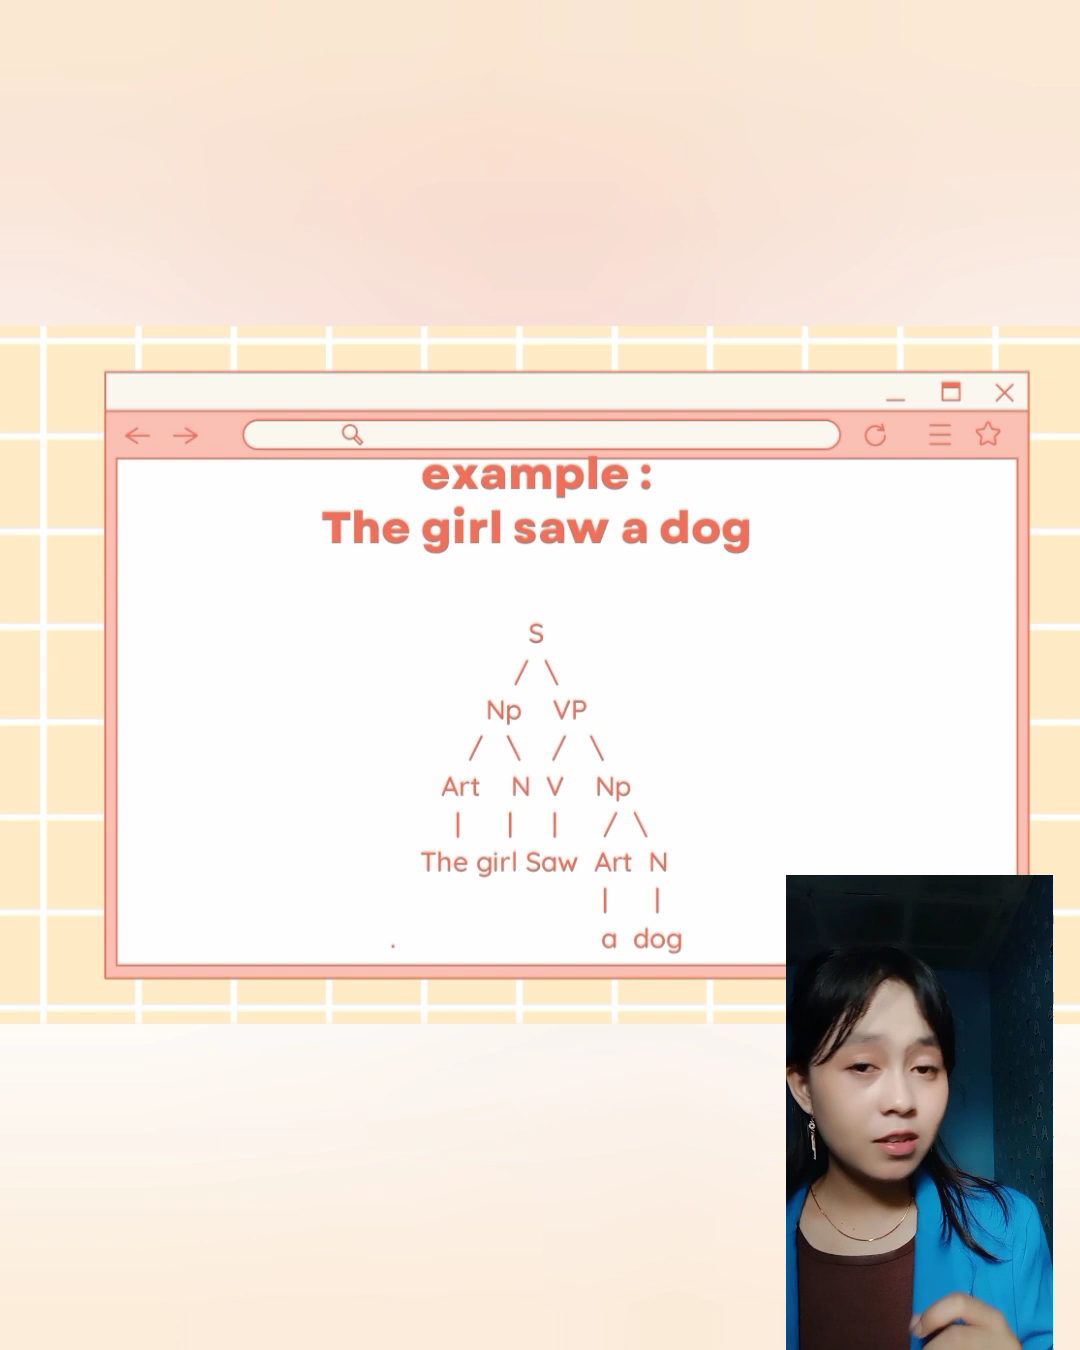 example :
The girl saw a dog
S
/ \
Np VP
/ \ / \
Art N V Np
| | | / \
The girl Saw Art N
| |
. a dog